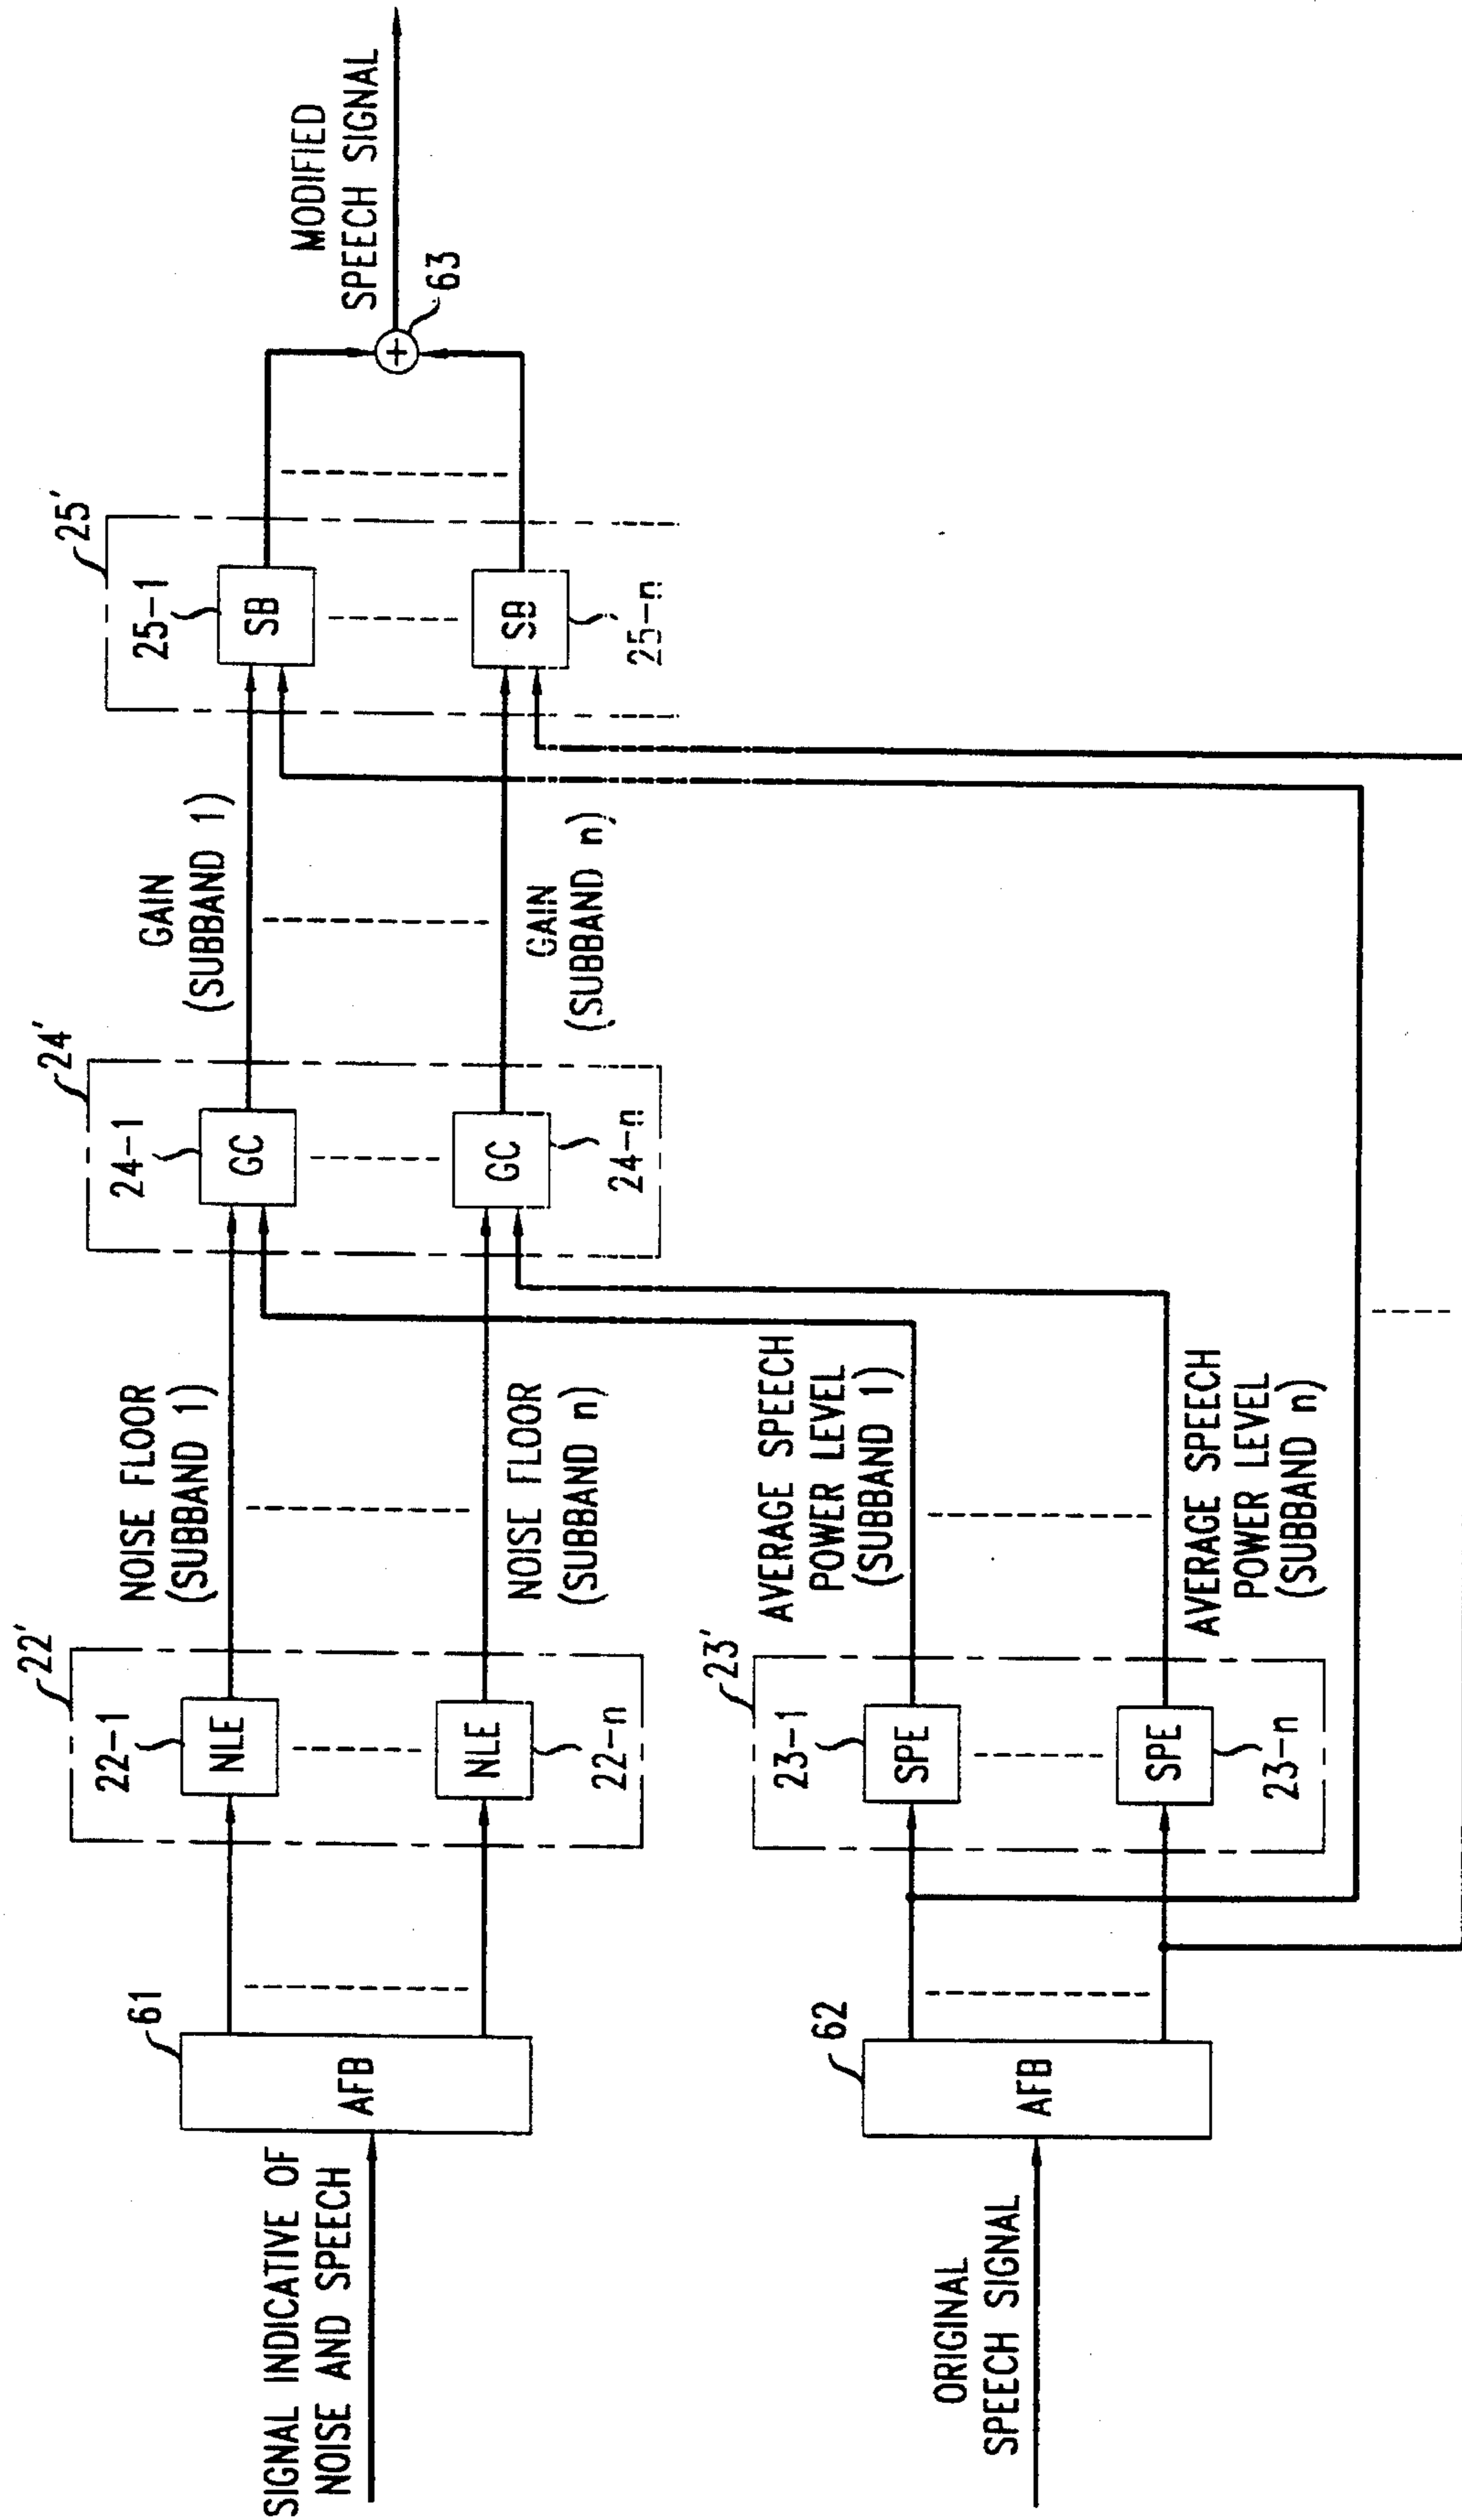 SIGNAL INDICATIVE OF
NOISE AND SPEECH
61
AFB
22'
22-1
NLE
NLE
22-n
NOISE FLOOR
(SUBBAND 1)
NOISE FLOOR
(SUBBAND n)
24'
24-1
GC
GC
24-n
GAIN
(SUBBAND 1)
GAIN
(SUBBAND n)
25'
25-1
SB
SB
25-n
63
+
MODIFIED
SPEECH SIGNAL
ORIGINAL
SPEECH SIGNAL
62
AFB
23'
23-1
SPE
SPE
23-n
AVERAGE SPEECH
POWER LEVEL
(SUBBAND 1)
AVERAGE SPEECH
POWER LEVEL
(SUBBAND n)